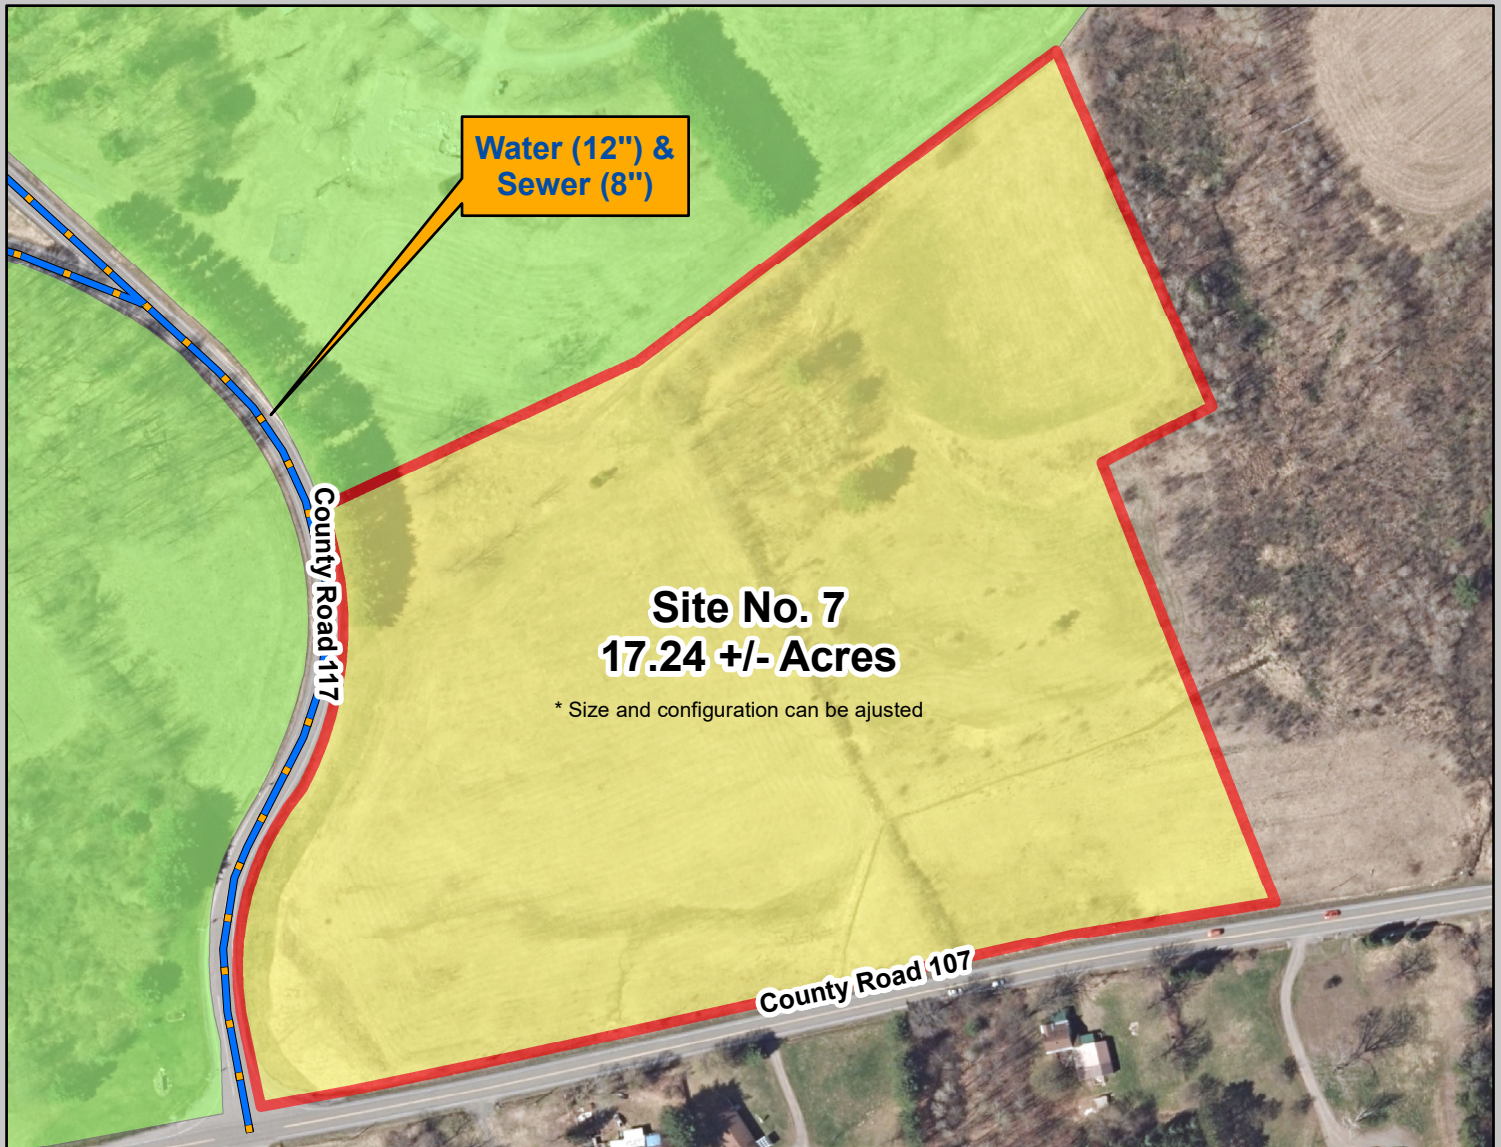 Water (12") &
Sewer (8")
County Road 117
Site No. 7
17.24 +/- Acres
* Size and configuration can be ajusted
County Road 107